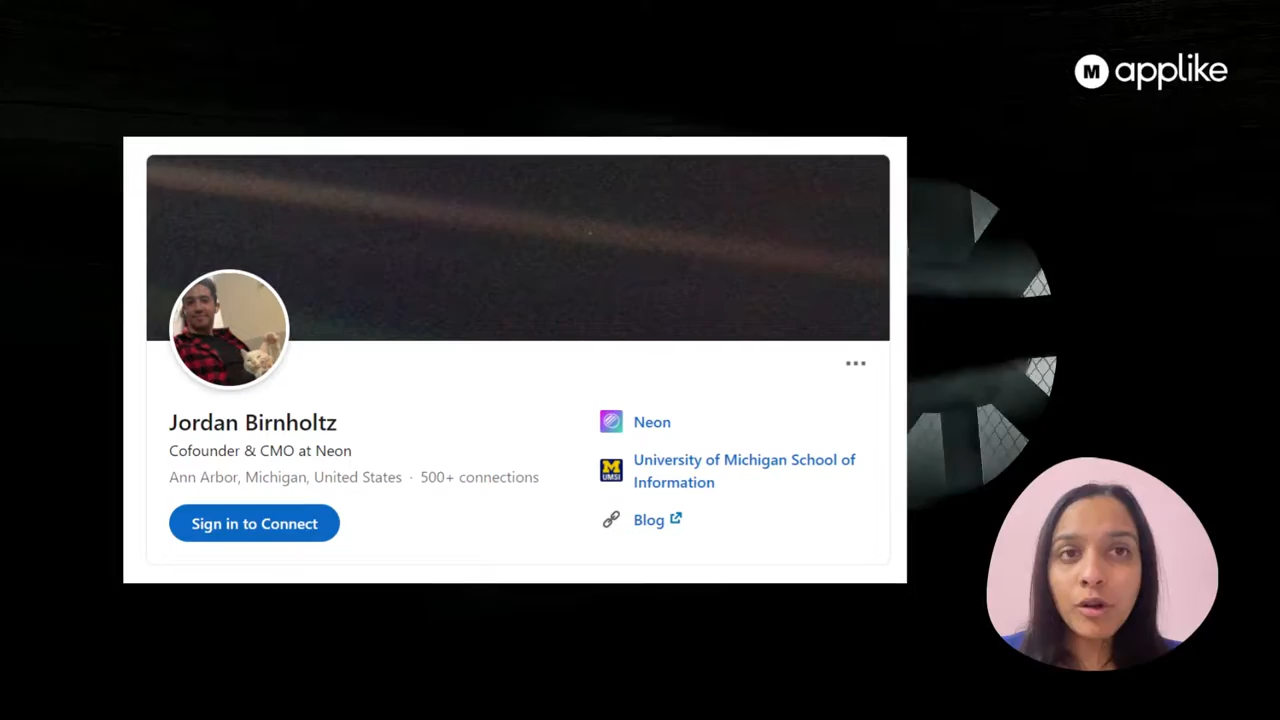 M applike
Jordan Birnholtz
Cofounder & CMO at Neon
Ann Arbor, Michigan, United States · 500+ connections
Sign in to Connect
Neon
M
UMSI
University of Michigan School of
Information
Blog